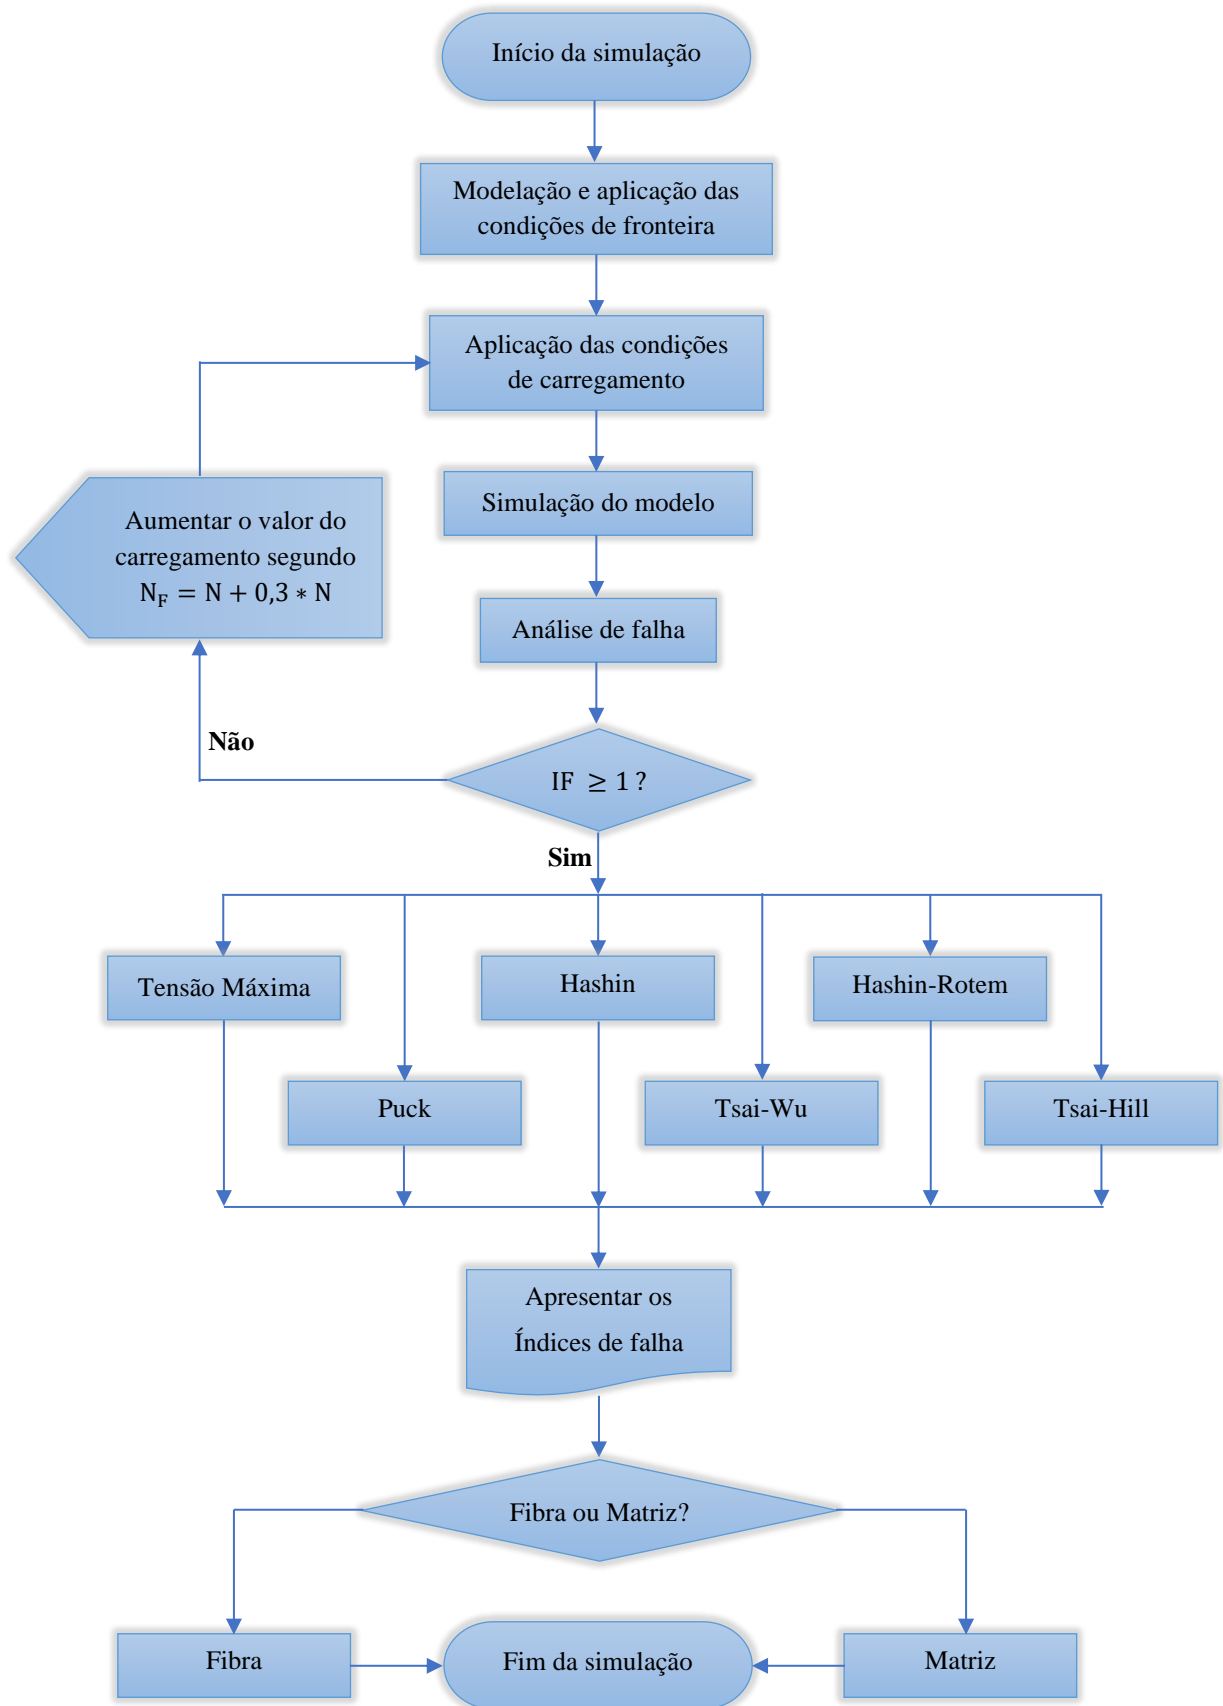 Início da simulação
Modelação e aplicação das
condições de fronteira
Aplicação das condições
de carregamento
Simulação do modelo
Aumentar o valor do
carregamento segundo
N_F = N + 0,3 * N
Análise de falha
Não
IF ≥ 1 ?
Sim
Tensão Máxima
Hashin
Hashin-Rotem
Puck
Tsai-Wu
Tsai-Hill
Apresentar os
Índices de falha
Fibra ou Matriz?
Fibra
Fim da simulação
Matriz